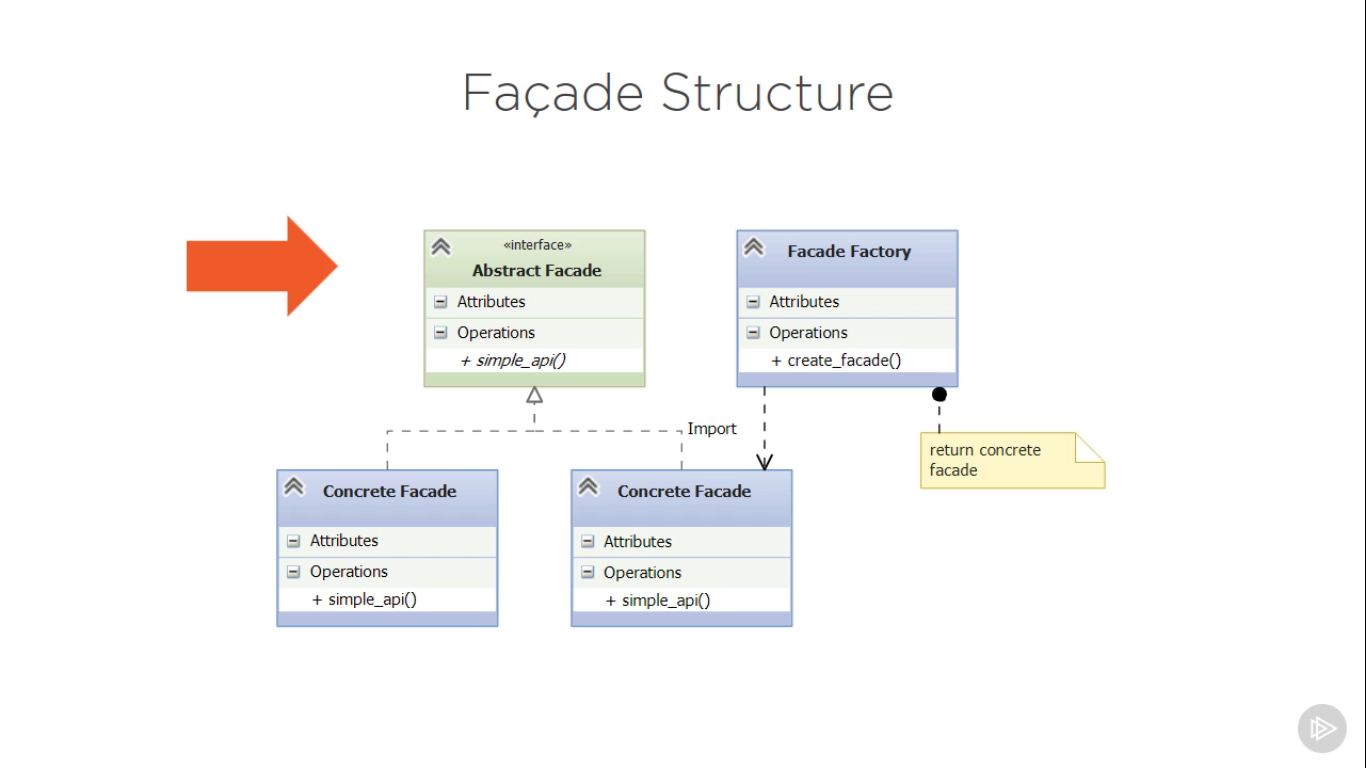 Façade Structure
«interface»
Abstract Facade
Attributes
Operations
+ simple_api()
Facade Factory
Attributes
Operations
+ create_facade()
Import
return concrete
facade
Concrete Facade
Attributes
Operations
+ simple_api()
Concrete Facade
Attributes
Operations
+ simple_api()